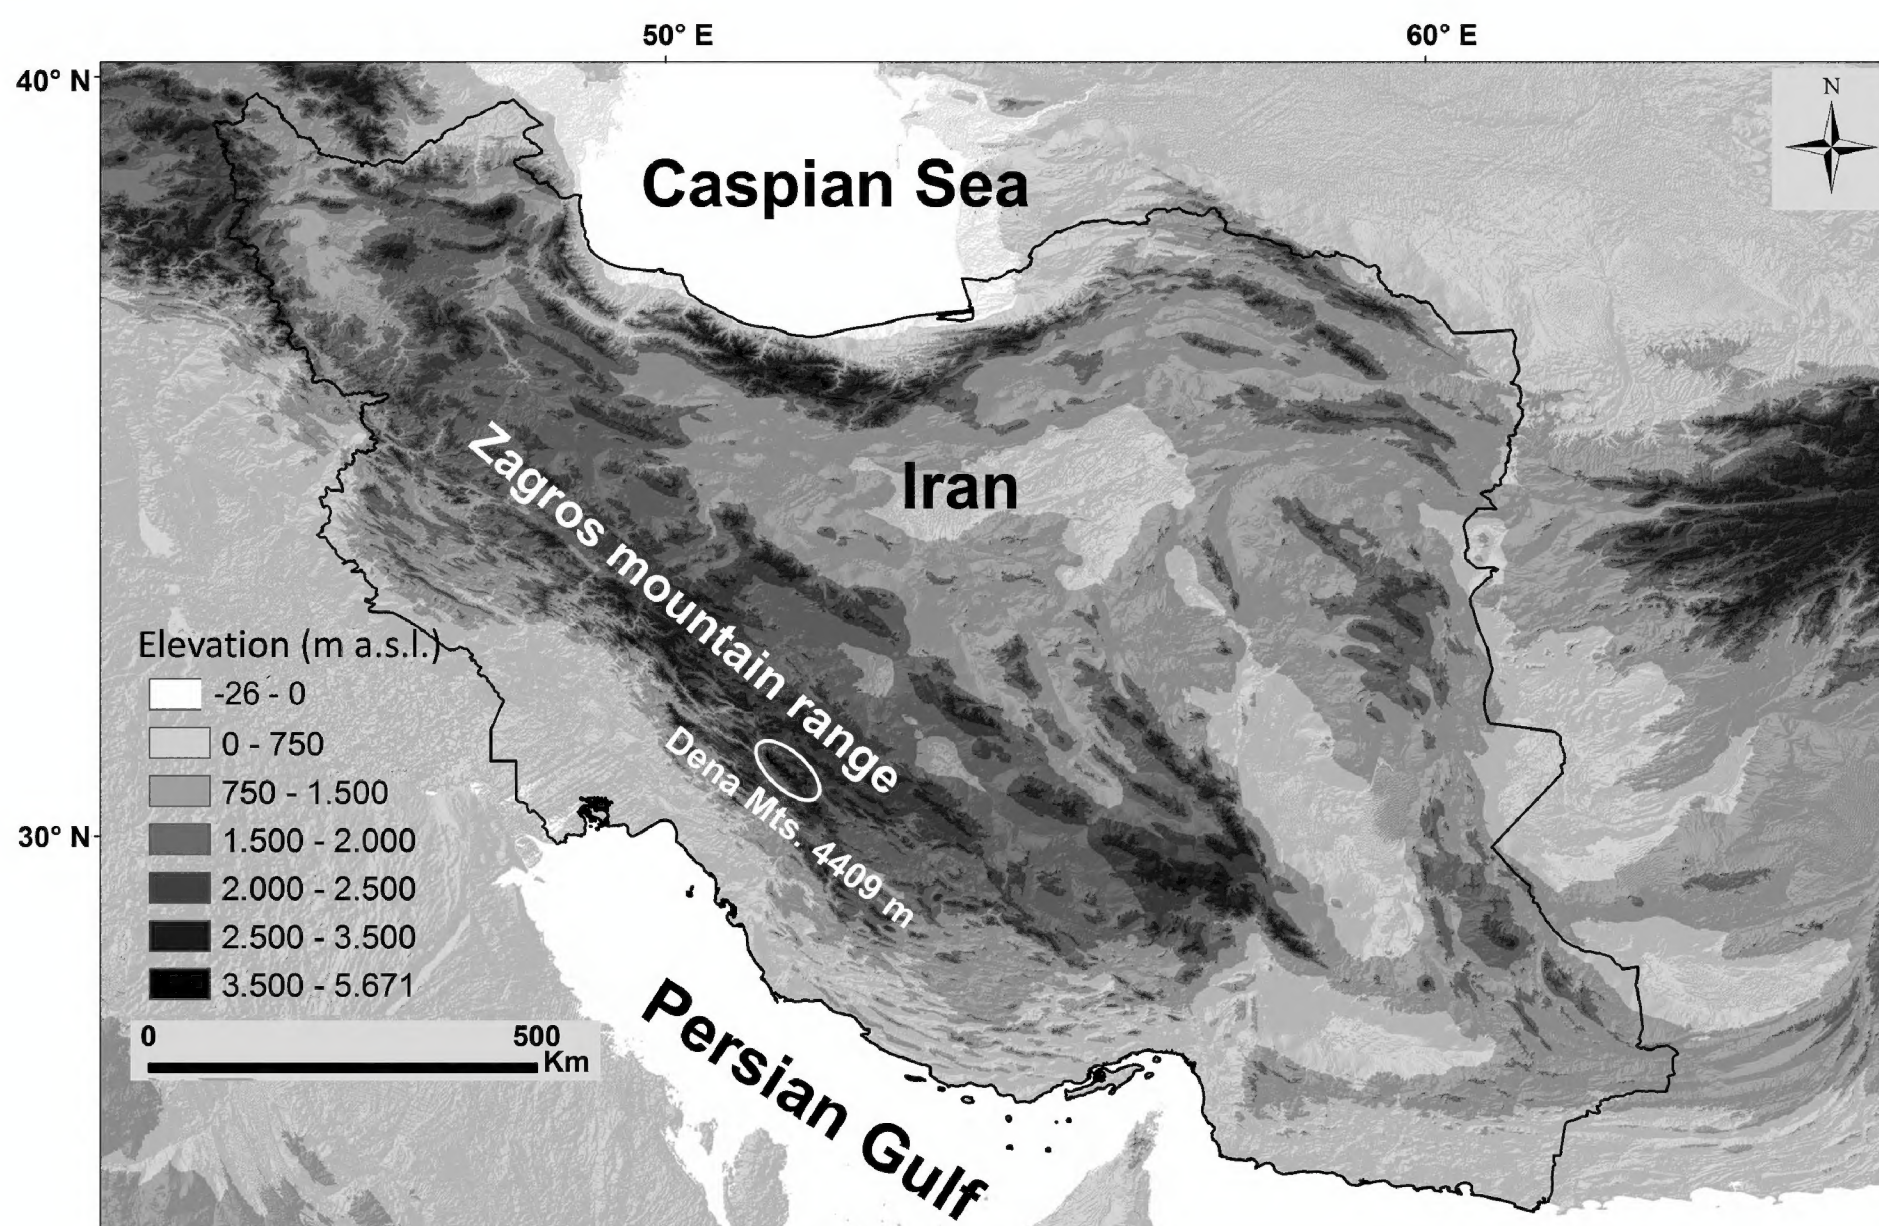 50° E
60° E
40° N
N
Caspian Sea
Iran
Zagros mountain range
Dena Mts. 4409 m
Elevation (m a.s.l.)
-26 - 0
0 - 750
750 - 1.500
1.500 - 2.000
2.000 - 2.500
2.500 - 3.500
3.500 - 5.671
30° N
Persian Gulf
0
500
Km